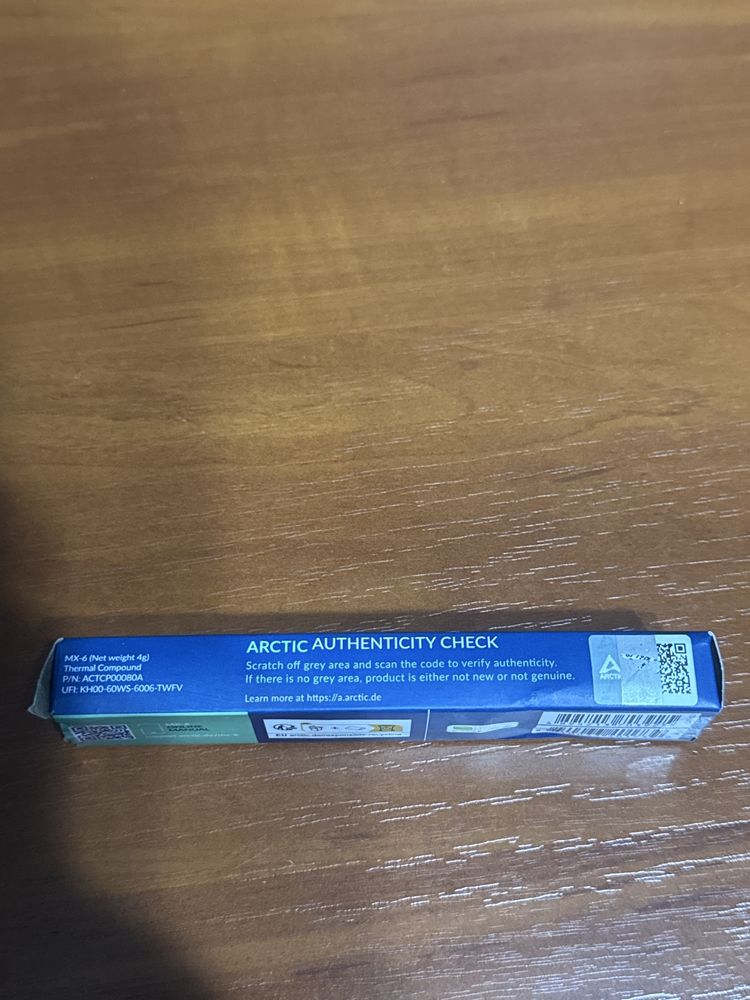 MX-6 (Net weight 4g)
Thermal Compound
P/N: ACTCP00080A
UFI: KH00-60WS-6006-TWFV
ARCTIC AUTHENTICITY CHECK
Scratch off grey area and scan the code to verify authenticity.
If there is no grey area, product is either not new or not genuine.
Learn more at https://a.arctic.de
ARCTIC
MANUAL